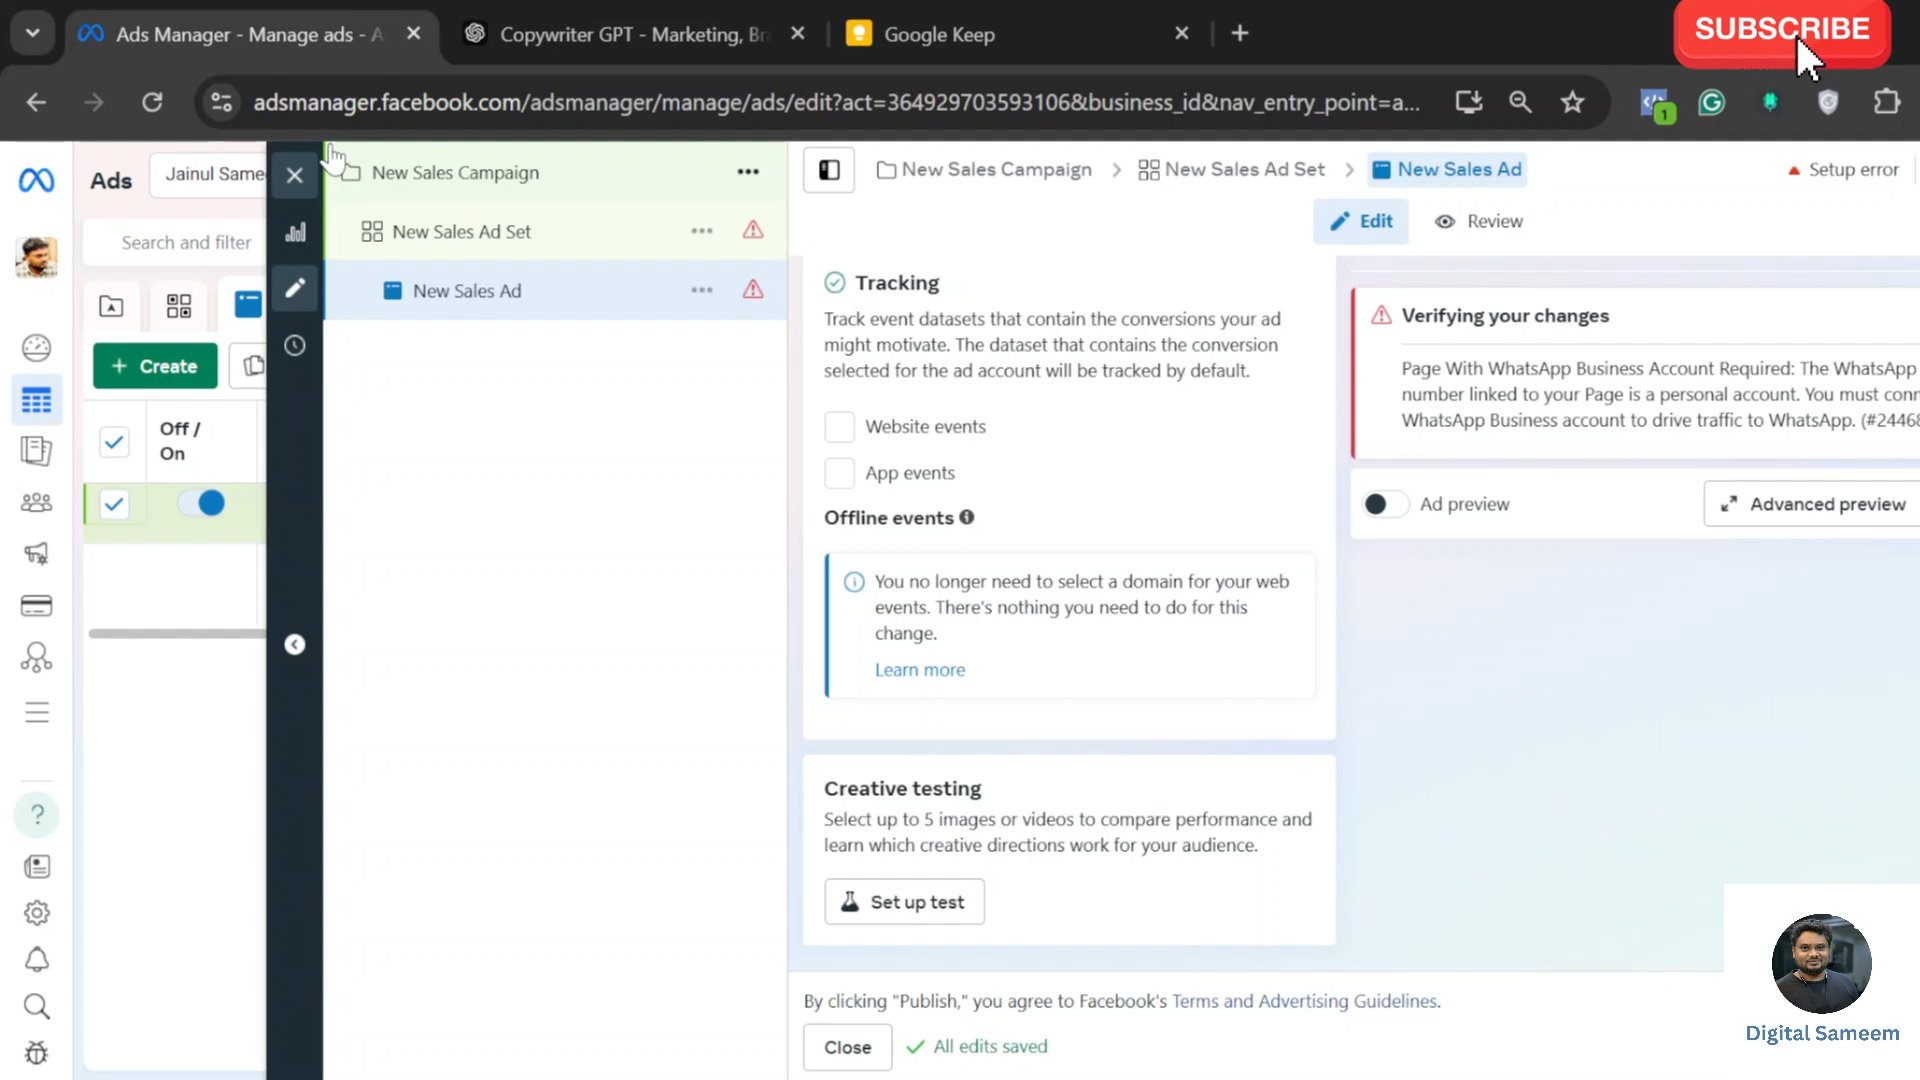 Ads Manager - Manage ads - A
Copywriter GPT - Marketing, Br
Google Keep
SUBSCRIBE
adsmanager.facebook.com/adsmanager/manage/ads/edit?act=364929703593106&business_id&nav_entry_point=a...
1
Ads
Jainul Same
Search and filter
+ Create
Off /
On
New Sales Campaign
New Sales Ad Set
New Sales Ad
New Sales Campaign > New Sales Ad Set > New Sales Ad
Setup error
Edit
Review
Tracking
Track event datasets that contain the conversions your ad
might motivate. The dataset that contains the conversion
selected for the ad account will be tracked by default.
Website events
App events
Offline events
You no longer need to select a domain for your web
events. There's nothing you need to do for this
change.
Learn more
Creative testing
Select up to 5 images or videos to compare performance and
learn which creative directions work for your audience.
Set up test
Verifying your changes
Page With WhatsApp Business Account Required: The WhatsApp
number linked to your Page is a personal account. You must conn
WhatsApp Business account to drive traffic to WhatsApp. (#24468
Ad preview
Advanced preview
By clicking "Publish," you agree to Facebook's Terms and Advertising Guidelines.
Close
All edits saved
Digital Sameem